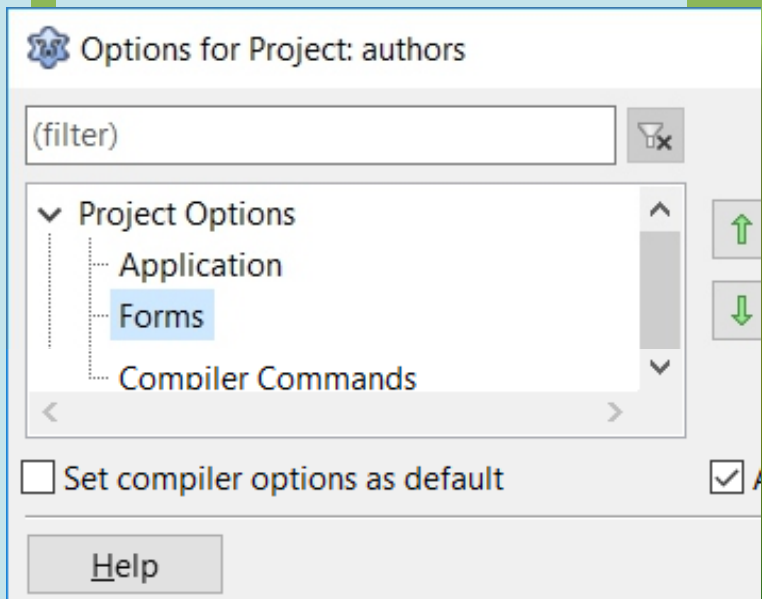 Options for Project: authors
(filter)
Project Options
Application
Forms
Compiler Commands
Set compiler options as default
Help